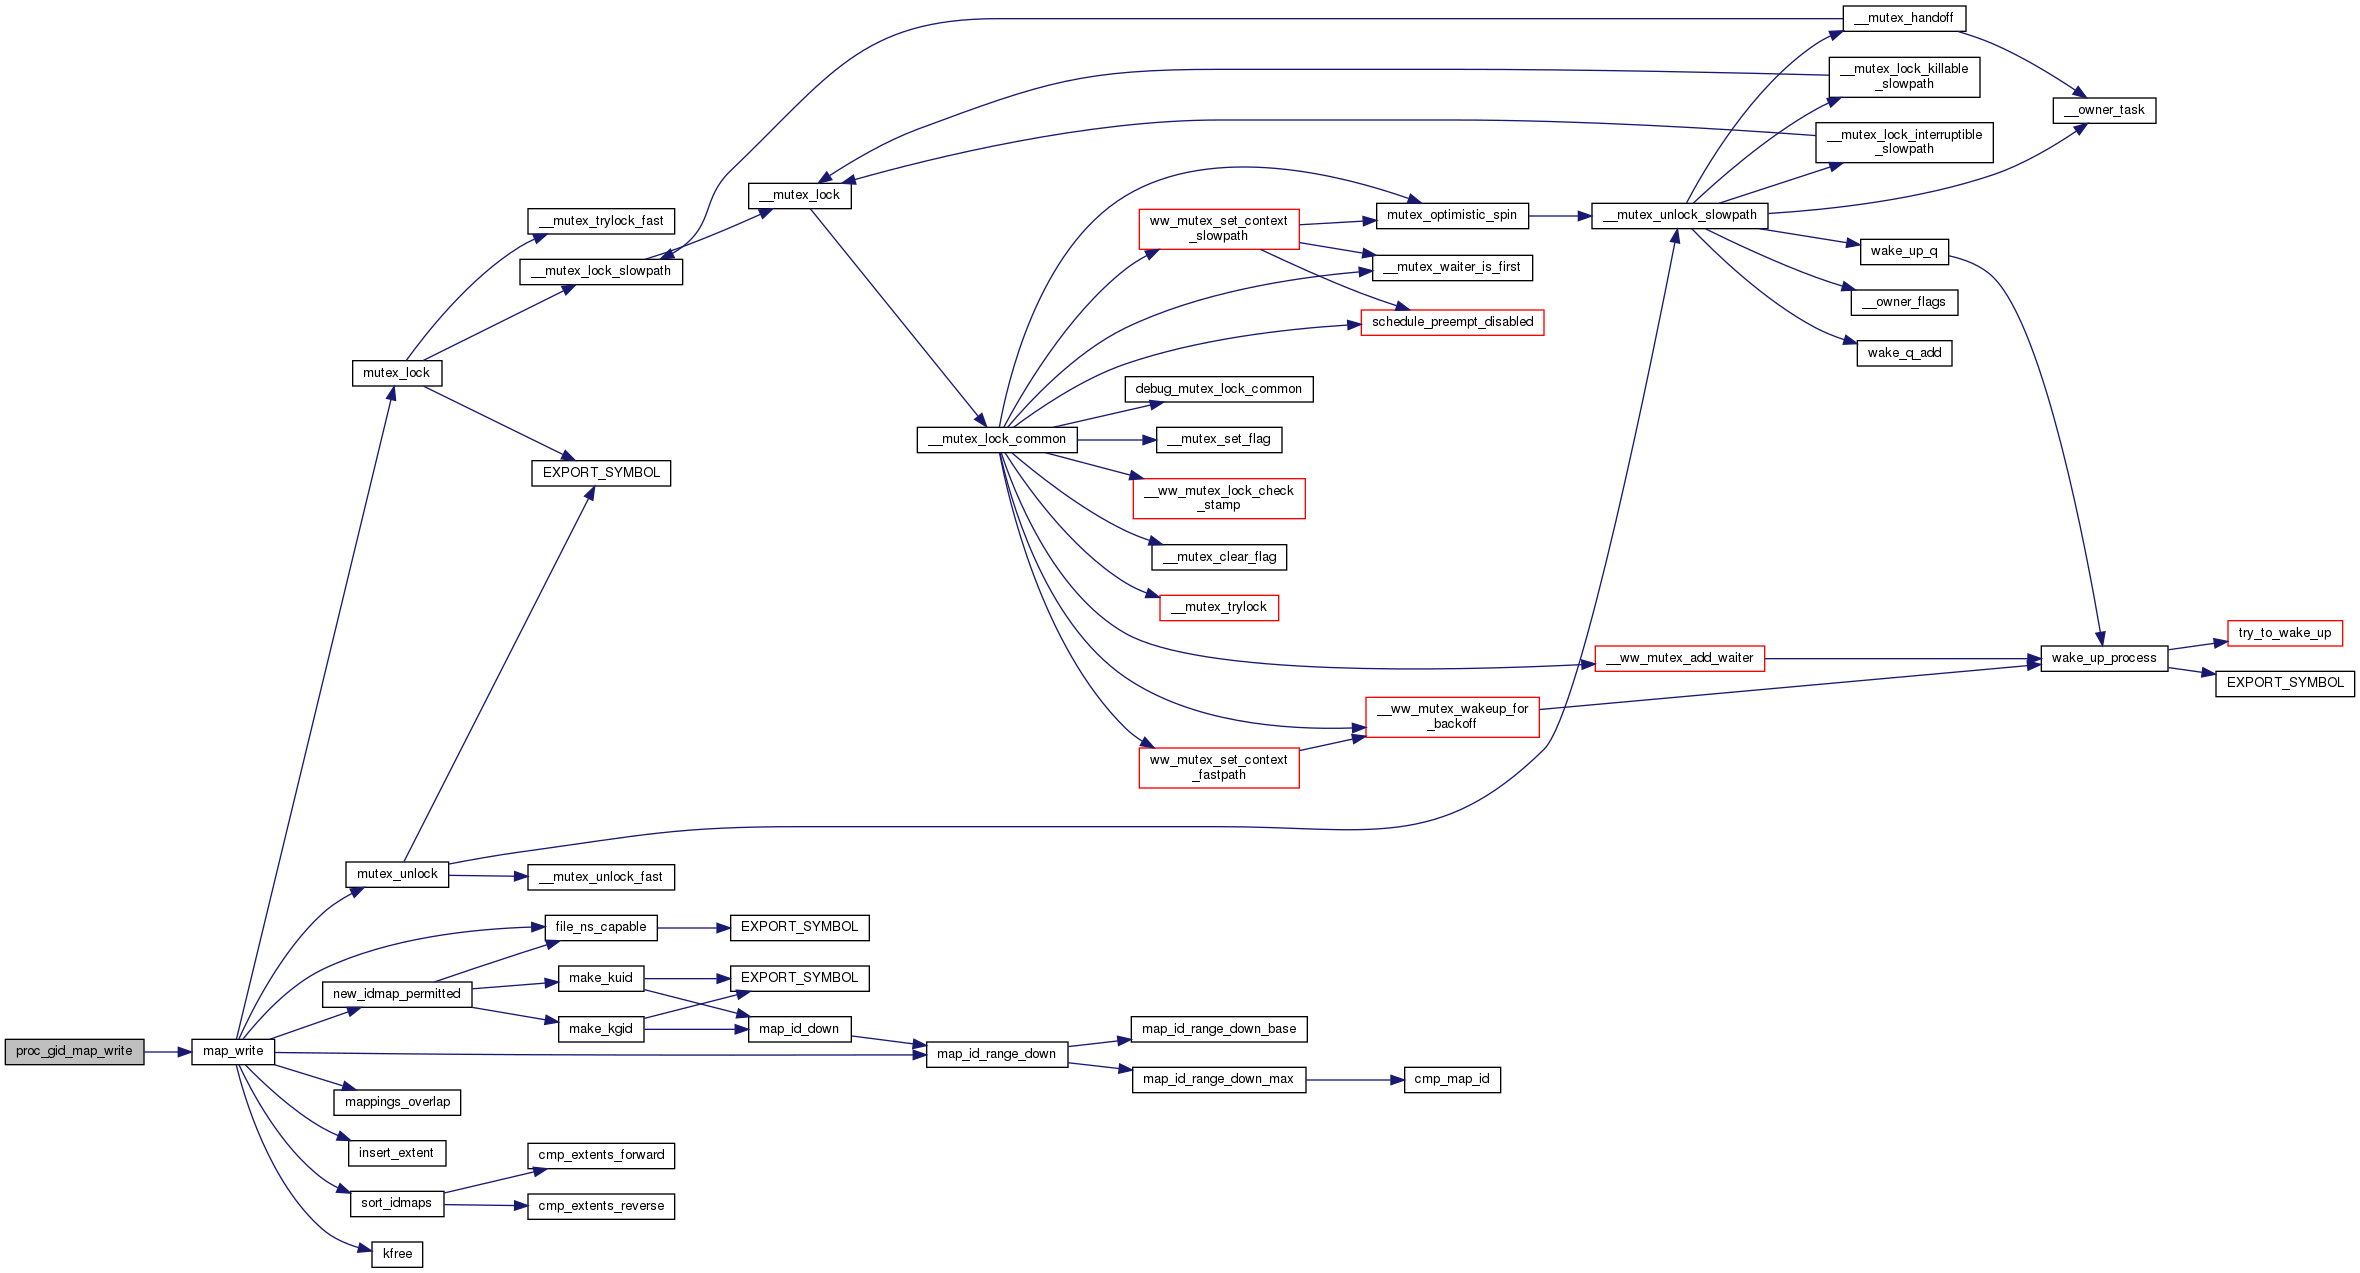 __mutex_handoff
__mutex_lock_killable
_slowpath
__owner_task
__mutex_lock_interruptible
_slowpath
__mutex_lock
__mutex_trylock_fast
ww_mutex_set_context
_slowpath
mutex_optimistic_spin
__mutex_unlock_slowpath
wake_up_q
__mutex_lock_slowpath
__mutex_waiter_is_first
__owner_flags
schedule_preempt_disabled
wake_q_add
mutex_lock
debug_mutex_lock_common
__mutex_lock_common
__mutex_set_flag
EXPORT_SYMBOL
__ww_mutex_lock_check
_stamp
__mutex_clear_flag
__mutex_trylock
try_to_wake_up
__ww_mutex_add_waiter
wake_up_process
EXPORT_SYMBOL
__ww_mutex_wakeup_for
_backoff
ww_mutex_set_context
_fastpath
mutex_unlock
__mutex_unlock_fast
file_ns_capable
EXPORT_SYMBOL
make_kuid
EXPORT_SYMBOL
new_idmap_permitted
make_kgid
map_id_down
map_id_range_down_base
proc_gid_map_write
map_write
map_id_range_down
map_id_range_down_max
cmp_map_id
mappings_overlap
insert_extent
cmp_extents_forward
sort_idmaps
cmp_extents_reverse
kfree